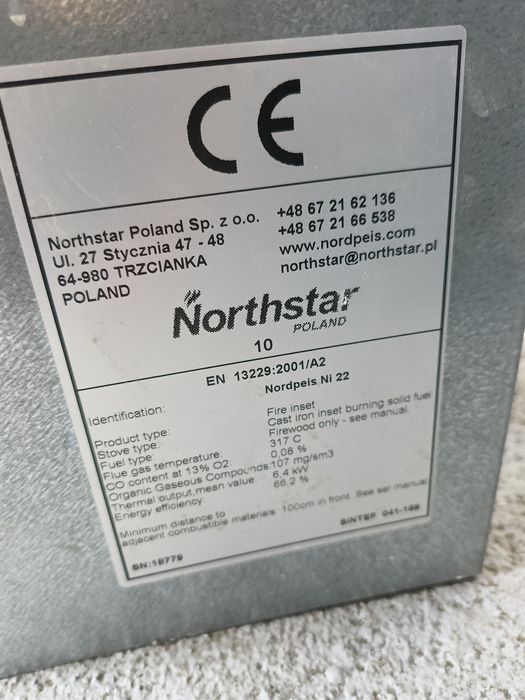 CE
Northstar Poland Sp. z o.o.
Ul. 27 Stycznia 47 - 48
64-980 TRZCIANKA
POLAND
+48 67 21 62 136
+48 67 21 66 538
www.nordpeis.com
northstar@northstar.pl
Northstar
POLAND
10
EN 13229:2001/A2
Nordpeis Ni 22
Identification:
Product type: Fire inset
Stove type: Cast iron inset burning solid fuel
Fuel type: Firewood only - see manual
Flue gas temperature: 317 C
CO content at 13% O2: 0,08 %
Organic Gaseous Compounds 107 mg/sm3
Thermal output,mean value 6,4 kW
Energy efficiency: 66,2 %
Minimum distance to
adjacent combustible materials 100cm in front. See ser manual
SINTEF 041-
SN:18779